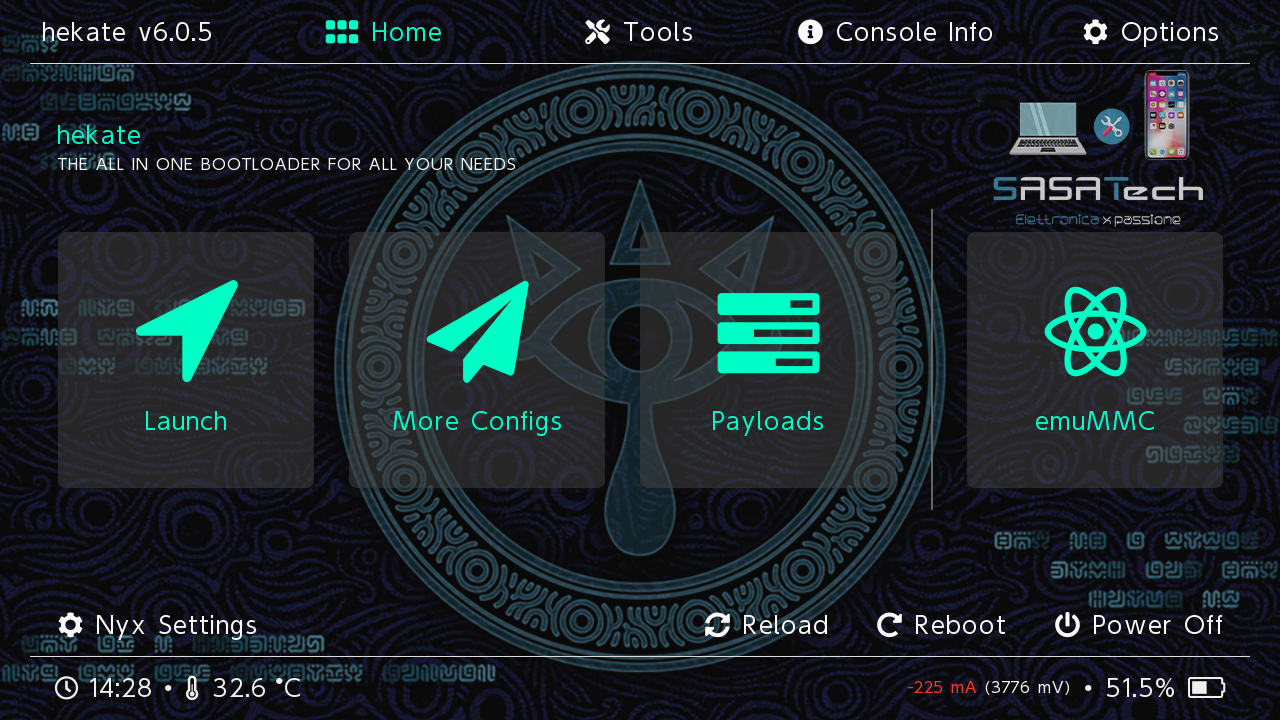 hekate v6.0.5
Home
Tools
Console Info
Options
hekate
THE ALL IN ONE BOOTLOADER FOR ALL YOUR NEEDS
SASATech
Elettronica x passione
Launch
More Configs
Payloads
emuMMC
Nyx Settings
Reload
Reboot
Power Off
14:28 • 32.6 °C
-225 mA (3776 mV) • 51.5%